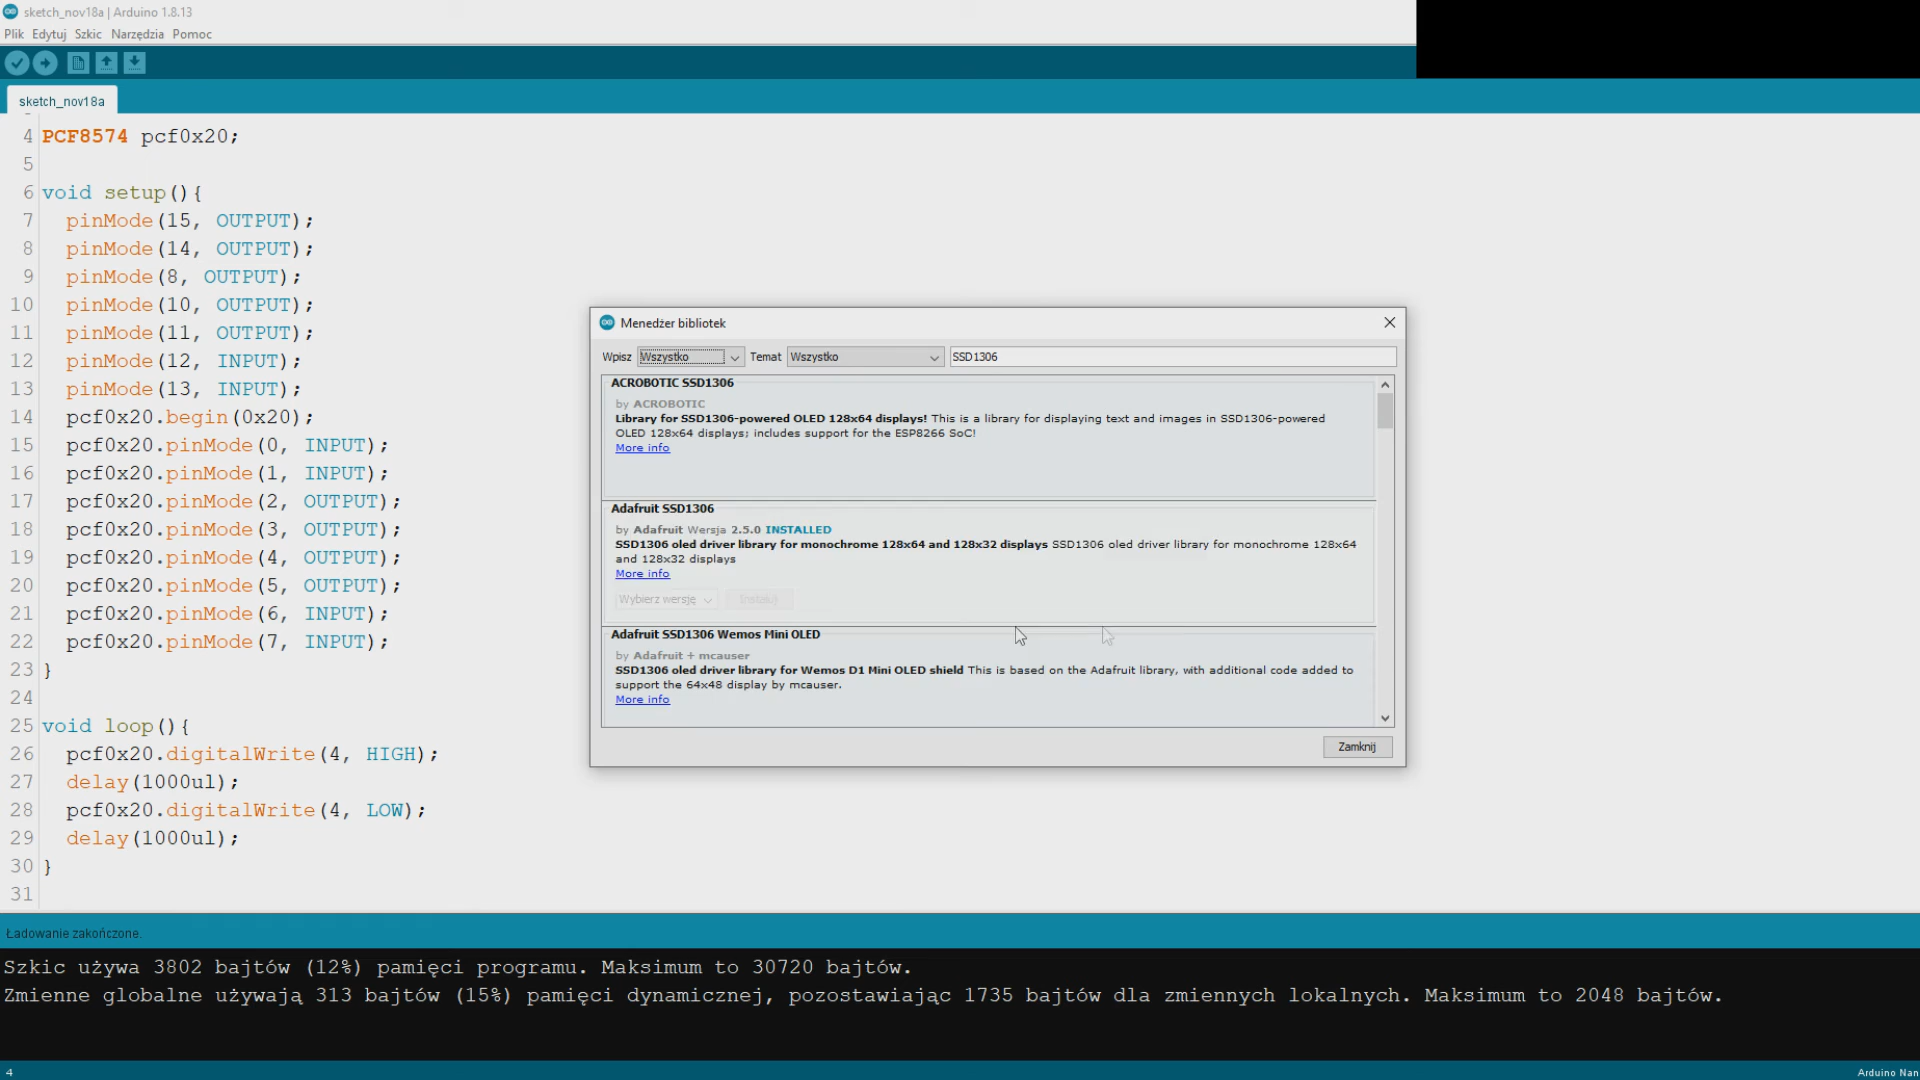 sketch_nov18a | Arduino 1.8.13
Plik Edytuj Szkic Narzędzia Pomoc
sketch_nov18a
4 PCF8574 pcf0x20;
5
6 void setup(){
7 pinMode(15, OUTPUT);
8 pinMode(14, OUTPUT);
9 pinMode(8, OUTPUT);
10 pinMode(10, OUTPUT);
11 pinMode(11, OUTPUT);
12 pinMode(12, INPUT);
13 pinMode(13, INPUT);
14 pcf0x20.begin(0x20);
15 pcf0x20.pinMode(0, INPUT);
16 pcf0x20.pinMode(1, INPUT);
17 pcf0x20.pinMode(2, OUTPUT);
18 pcf0x20.pinMode(3, OUTPUT);
19 pcf0x20.pinMode(4, OUTPUT);
20 pcf0x20.pinMode(5, OUTPUT);
21 pcf0x20.pinMode(6, INPUT);
22 pcf0x20.pinMode(7, INPUT);
23 }
24
25 void loop(){
26 pcf0x20.digitalWrite(4, HIGH);
27 delay(1000ul);
28 pcf0x20.digitalWrite(4, LOW);
29 delay(1000ul);
30 }
31
Menedżer bibliotek
Wpisz Wszystko Temat Wszystko SSD1306
ACROBOTIC SSD1306
by ACROBOTIC
Library for SSD1306-powered OLED 128x64 displays! This is a library for displaying text and images in SSD1306-powered
OLED 128x64 displays; includes support for the ESP8266 SoC!
More info
Adafruit SSD1306
by Adafruit Wersja 2.5.0 INSTALLED
SSD1306 oled driver library for monochrome 128x64 and 128x32 displays SSD1306 oled driver library for monochrome 128x64
and 128x32 displays
More info
Wybierz wersję Instaluj
Adafruit SSD1306 Wemos Mini OLED
by Adafruit + mcauser
SSD1306 oled driver library for Wemos D1 Mini OLED shield This is based on the Adafruit library, with additional code added to
support the 64x48 display by mcauser.
More info
Zamknij
Ładowanie zakończone.
Szkic używa 3802 bajtów (12%) pamięci programu. Maksimum to 30720 bajtów.
Zmienne globalne używają 313 bajtów (15%) pamięci dynamicznej, pozostawiając 1735 bajtów dla zmiennych lokalnych. Maksimum to 2048 bajtów.
4
Arduino Nan